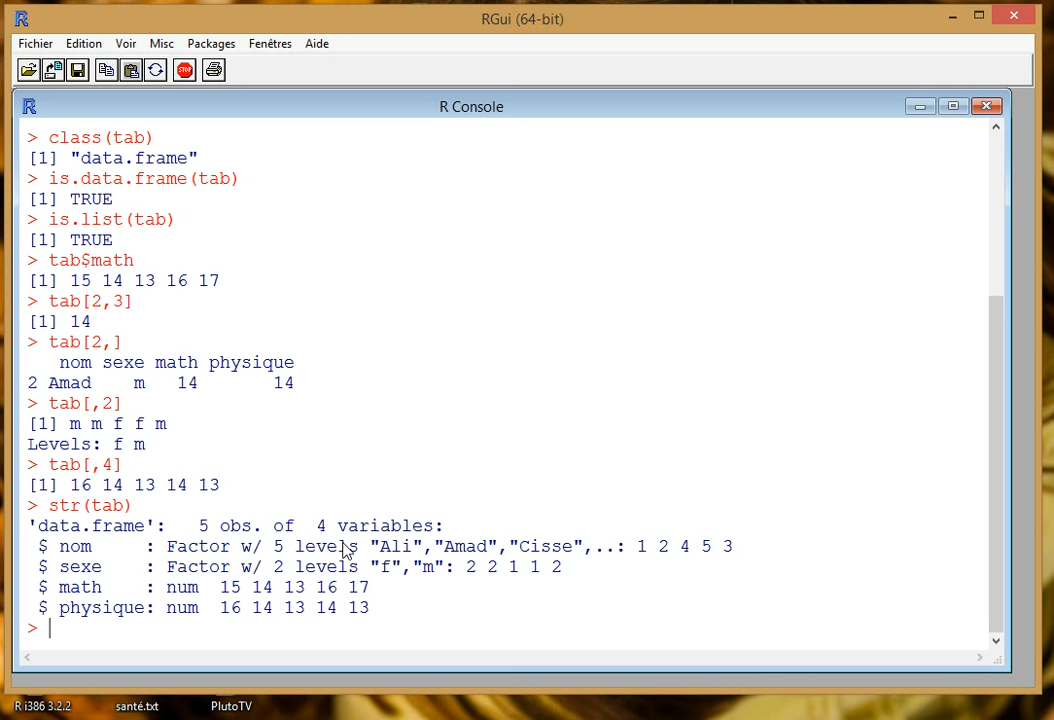 RGui (64-bit)
Fichier Edition Voir Misc Packages Fenêtres Aide
STOP
R Console
> class(tab)
[1] "data.frame"
> is.data.frame(tab)
[1] TRUE
> is.list(tab)
[1] TRUE
> tab$math
[1] 15 14 13 16 17
> tab[2,3]
[1] 14
> tab[2,]
   nom sexe math physique
2 Amad    m   14       14
> tab[,2]
[1] m m f f m
Levels: f m
> tab[,4]
[1] 16 14 13 14 13
> str(tab)
'data.frame':   5 obs. of  4 variables:
 $ nom     : Factor w/ 5 levels "Ali","Amad","Cisse",..: 1 2 4 5 3
 $ sexe    : Factor w/ 2 levels "f","m": 2 2 1 1 2
 $ math    : num  15 14 13 16 17
 $ physique: num  16 14 13 14 13
>
R i386 3.2.2 santé.txt PlutoTV